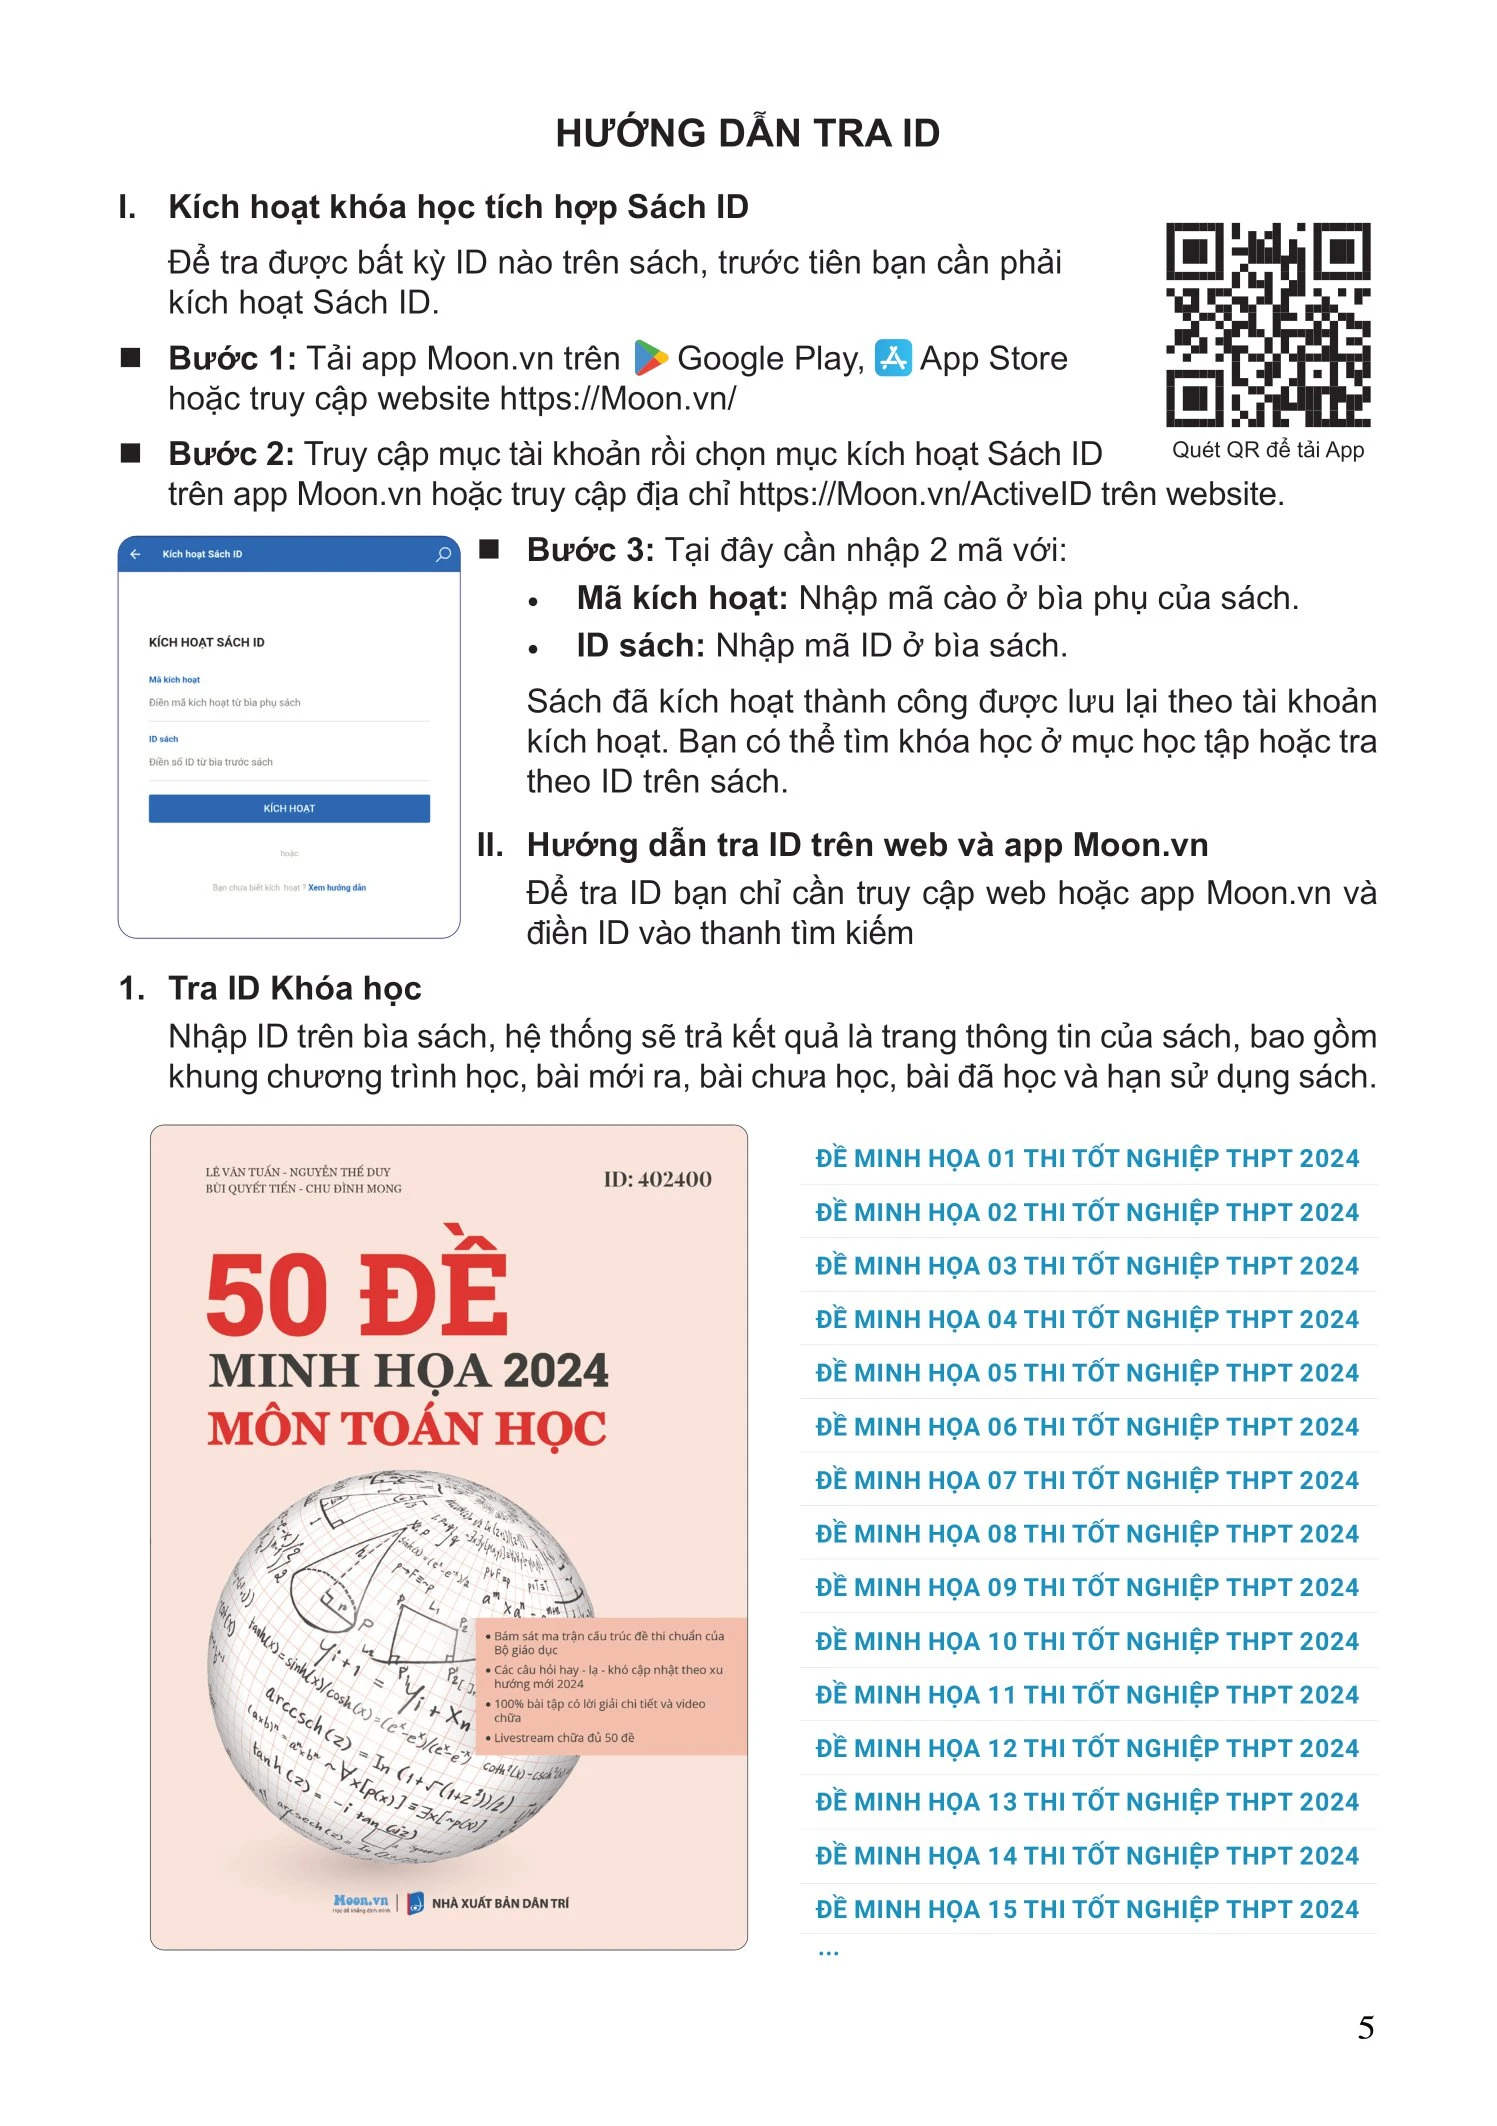 HƯỚNG DẪN TRA ID
I. Kích hoạt khóa học tích hợp Sách ID
Để tra được bất kỳ ID nào trên sách, trước tiên bạn cần phải
kích hoạt Sách ID.
Bước 1: Tải app Moon.vn trên Google Play, App Store
hoặc truy cập website https://Moon.vn/
Quét QR để tải App
Bước 2: Truy cập mục tài khoản rồi chọn mục kích hoạt Sách ID
trên app Moon.vn hoặc truy cập địa chỉ https://Moon.vn/ActiveID trên website.
Kích hoạt Sách ID
KÍCH HOẠT SÁCH ID
Mã kích hoạt
Điền mã kích hoạt từ bìa phụ sách
ID sách
Điền số ID từ bìa trước sách
KÍCH HOẠT
hoặc
Bạn chưa biết kích hoạt ? Xem hướng dẫn
Bước 3: Tại đây cần nhập 2 mã với:
• Mã kích hoạt: Nhập mã cào ở bìa phụ của sách.
• ID sách: Nhập mã ID ở bìa sách.
Sách đã kích hoạt thành công được lưu lại theo tài khoản
kích hoạt. Bạn có thể tìm khóa học ở mục học tập hoặc tra
theo ID trên sách.
II. Hướng dẫn tra ID trên web và app Moon.vn
Để tra ID bạn chỉ cần truy cập web hoặc app Moon.vn và
điền ID vào thanh tìm kiếm
1. Tra ID Khóa học
Nhập ID trên bìa sách, hệ thống sẽ trả kết quả là trang thông tin của sách, bao gồm
khung chương trình học, bài mới ra, bài chưa học, bài đã học và hạn sử dụng sách.
LÊ VĂN TUẤN - NGUYỄN THẾ DUY
BÙI QUYẾT TIẾN - CHU ĐÌNH MONG
ID: 402400
50 ĐỀ
MINH HỌA 2024
MÔN TOÁN HỌC
• Bám sát ma trận cấu trúc đề thi chuẩn của
Bộ giáo dục
• Các câu hỏi hay - lạ - khó cập nhật theo xu
hướng mới 2024
• 100% bài tập có lời giải chi tiết và video
chữa
• Livestream chữa đủ 50 đề
Moon.vn
Học để khẳng định mình
NHÀ XUẤT BẢN DÂN TRÍ
ĐỀ MINH HỌA 01 THI TỐT NGHIỆP THPT 2024
ĐỀ MINH HỌA 02 THI TỐT NGHIỆP THPT 2024
ĐỀ MINH HỌA 03 THI TỐT NGHIỆP THPT 2024
ĐỀ MINH HỌA 04 THI TỐT NGHIỆP THPT 2024
ĐỀ MINH HỌA 05 THI TỐT NGHIỆP THPT 2024
ĐỀ MINH HỌA 06 THI TỐT NGHIỆP THPT 2024
ĐỀ MINH HỌA 07 THI TỐT NGHIỆP THPT 2024
ĐỀ MINH HỌA 08 THI TỐT NGHIỆP THPT 2024
ĐỀ MINH HỌA 09 THI TỐT NGHIỆP THPT 2024
ĐỀ MINH HỌA 10 THI TỐT NGHIỆP THPT 2024
ĐỀ MINH HỌA 11 THI TỐT NGHIỆP THPT 2024
ĐỀ MINH HỌA 12 THI TỐT NGHIỆP THPT 2024
ĐỀ MINH HỌA 13 THI TỐT NGHIỆP THPT 2024
ĐỀ MINH HỌA 14 THI TỐT NGHIỆP THPT 2024
ĐỀ MINH HỌA 15 THI TỐT NGHIỆP THPT 2024
...
5